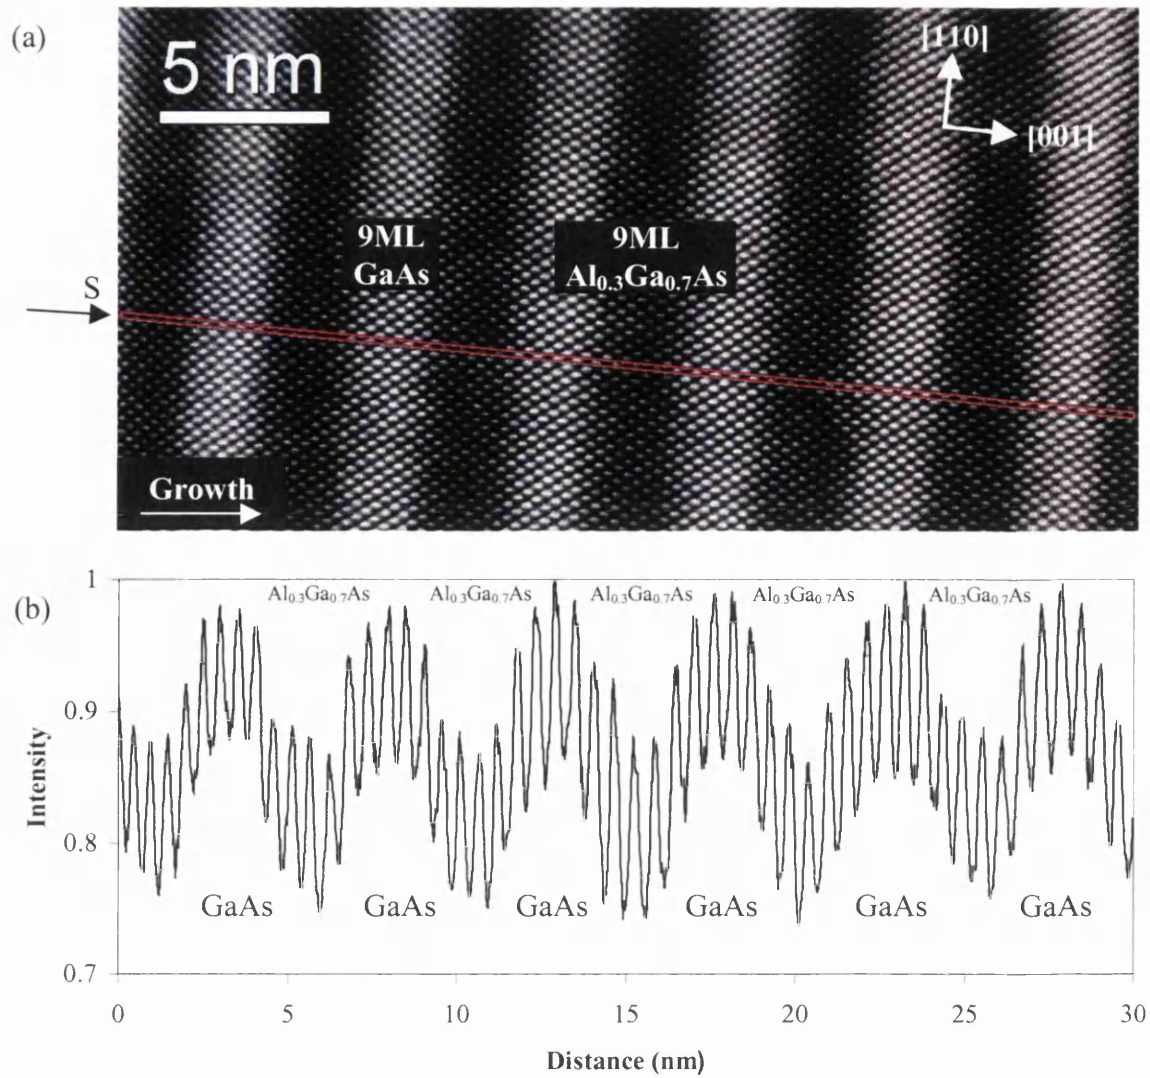 (a)
5 nm
[110]
[001]
9ML
GaAs
9ML
Al₀.₃Ga₀.₇As
S
Growth
(b)
Intensity
1
0.9
0.8
0.7
Al₀.₃Ga₀.₇As Al₀.₃Ga₀.₇As Al₀.₃Ga₀.₇As Al₀.₃Ga₀.₇As Al₀.₃Ga₀.₇As
GaAs GaAs GaAs GaAs GaAs GaAs
0 5 10 15 20 25 30
Distance (nm)